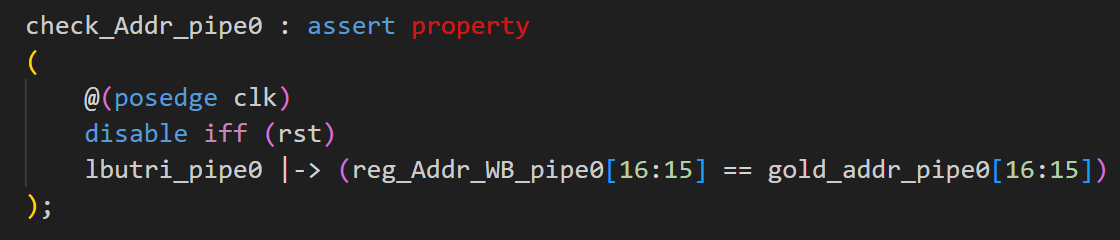 check_Addr_pipe0 : assert property
(
@(posedge clk)
disable iff (rst)
lbutri_pipe0 |-> (reg_Addr_WB_pipe0[16:15] == gold_addr_pipe0[16:15])
);